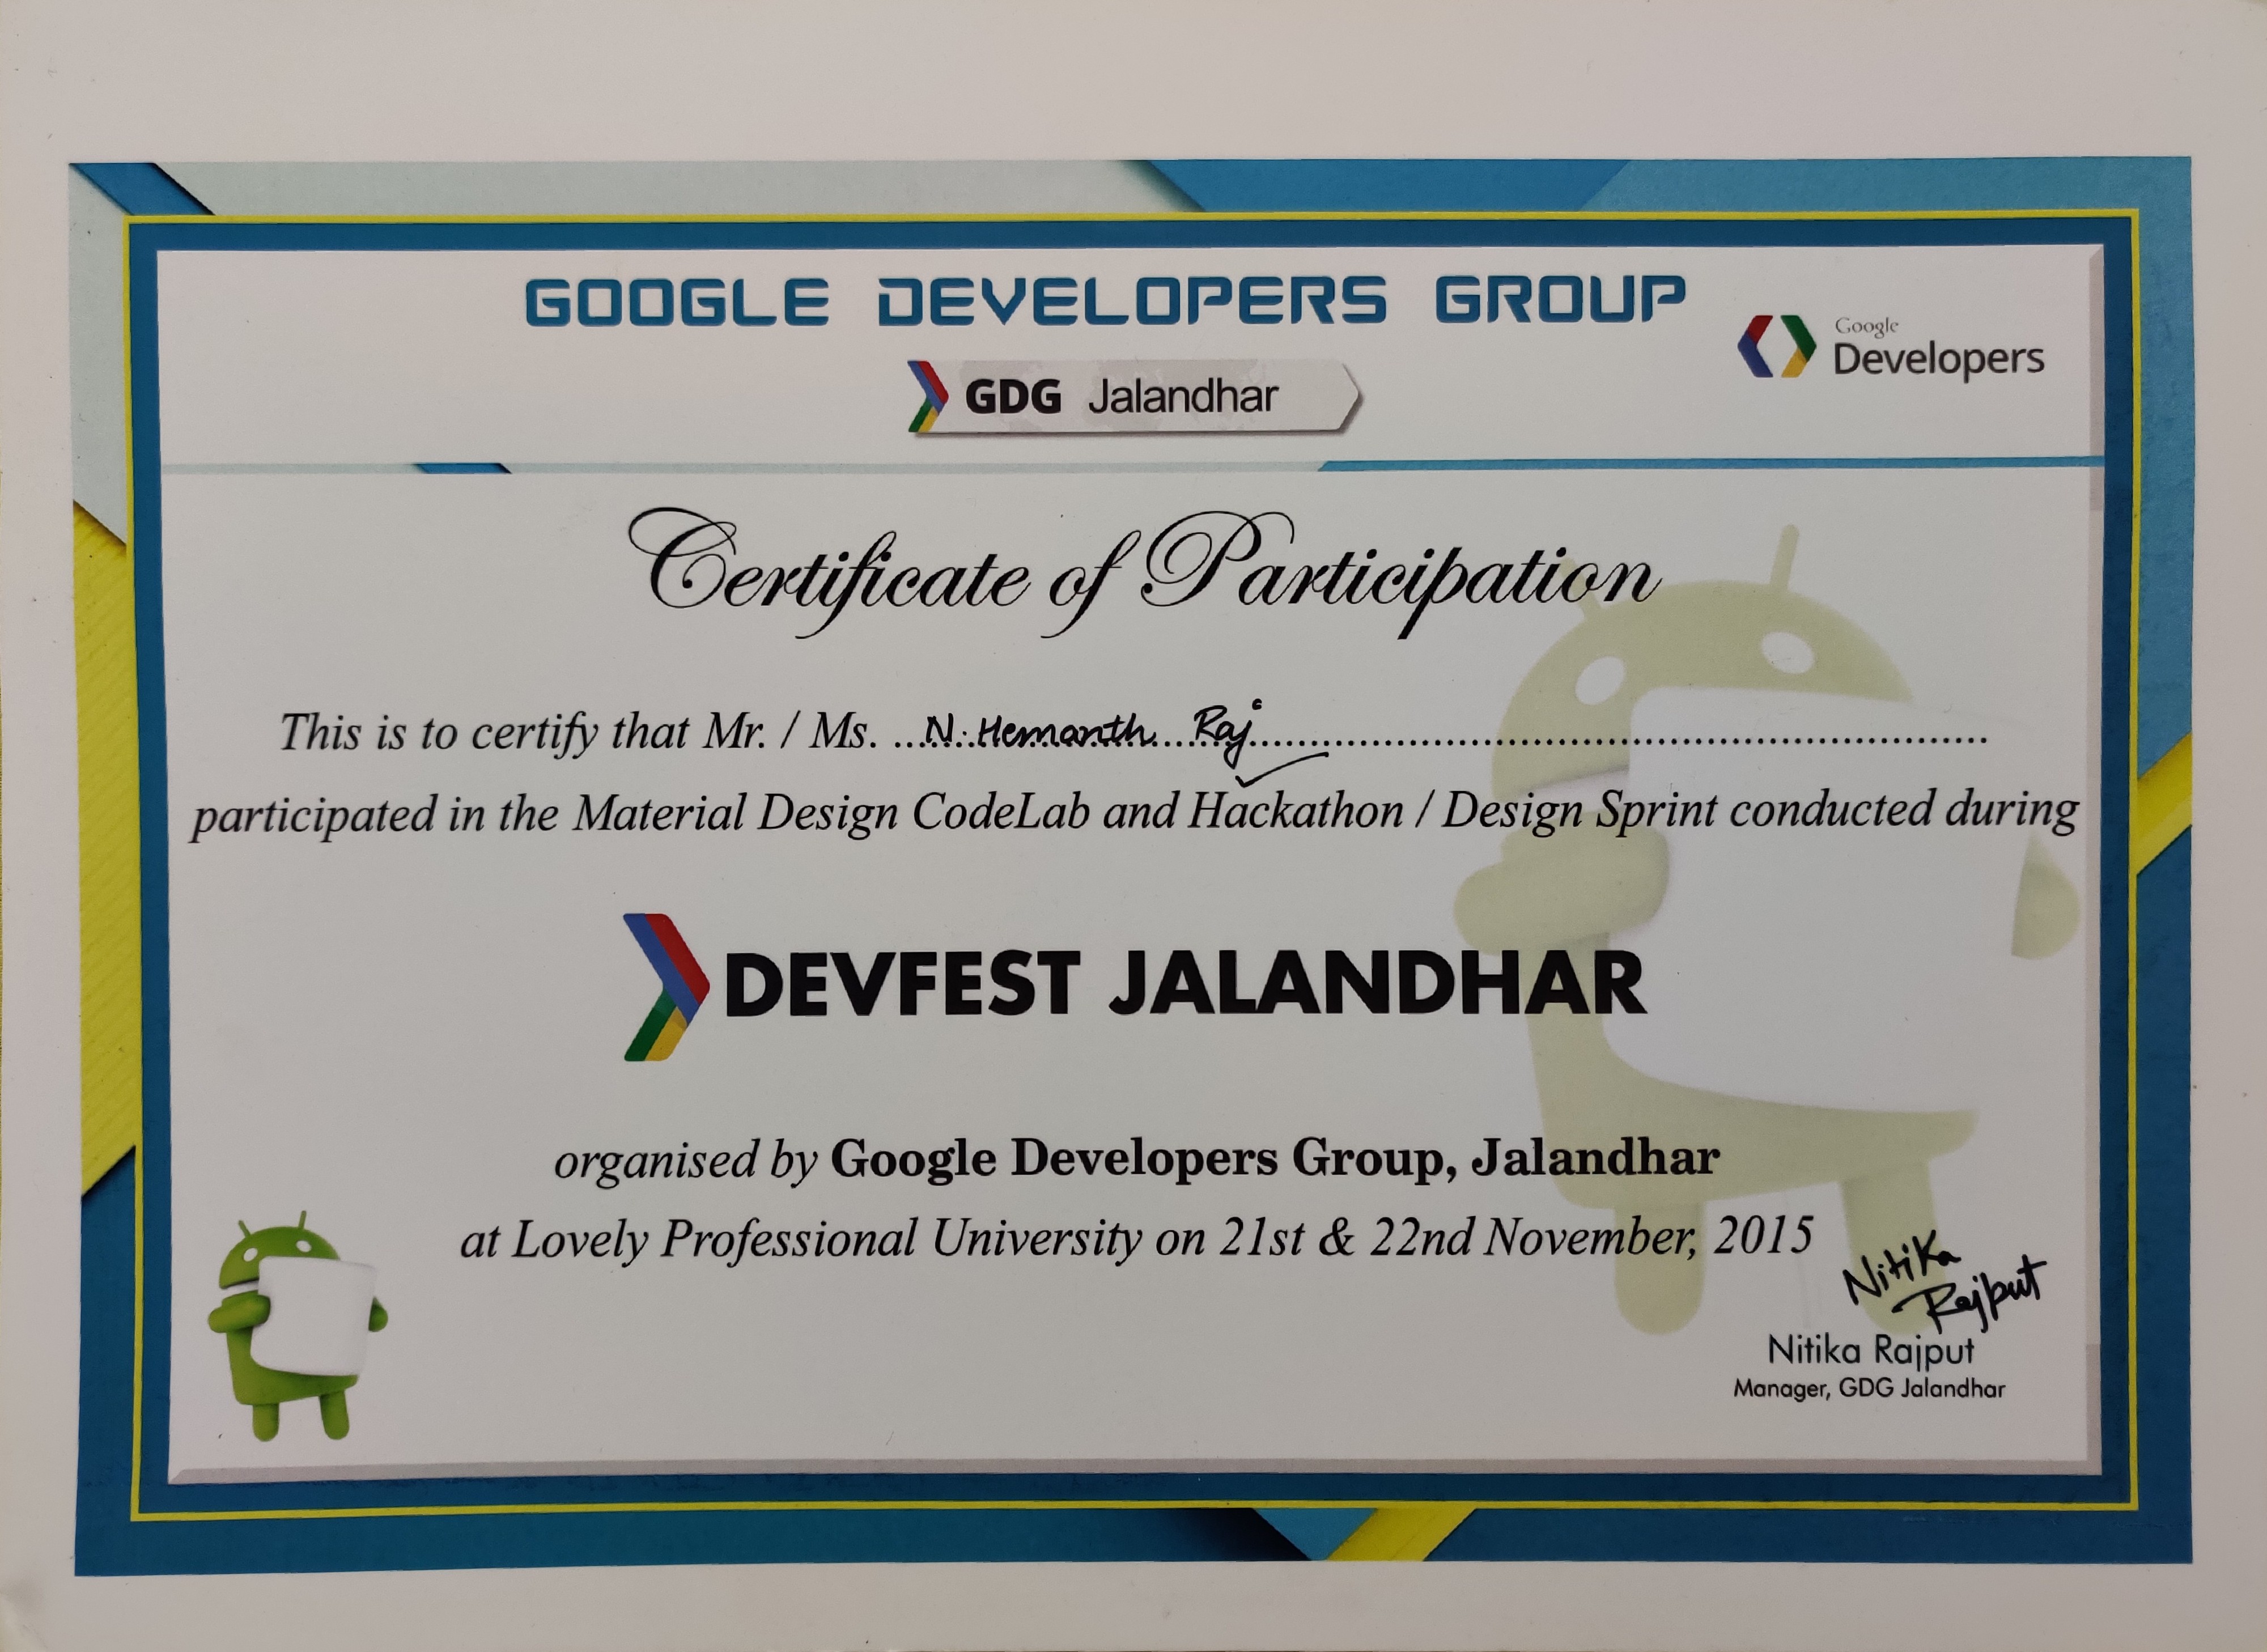 GOOGLE DEVELOPERS GROUP
Google
Developers
GDG Jalandhar
Certificate of Participation
This is to certify that Mr. / Ms. ...N. Hemanth Raj...
participated in the Material Design CodeLab and Hackathon / Design Sprint conducted during
DEVFEST JALANDHAR
organised by Google Developers Group, Jalandhar
at Lovely Professional University on 21st & 22nd November, 2015
Nitika
Rajput
Nitika Rajput
Manager, GDG Jalandhar